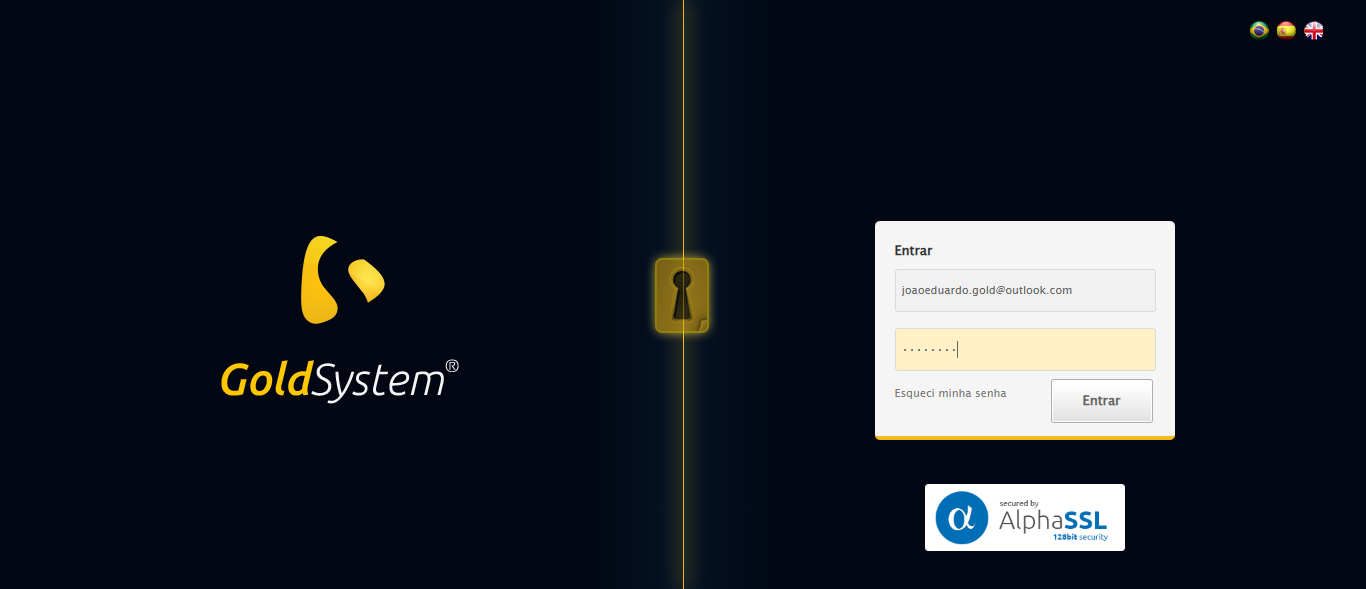 Entrar
joaoeduardo.gold@outlook.com
········
Esqueci minha senha
Entrar
GoldSystem®
α
secured by
AlphaSSL
128bit security